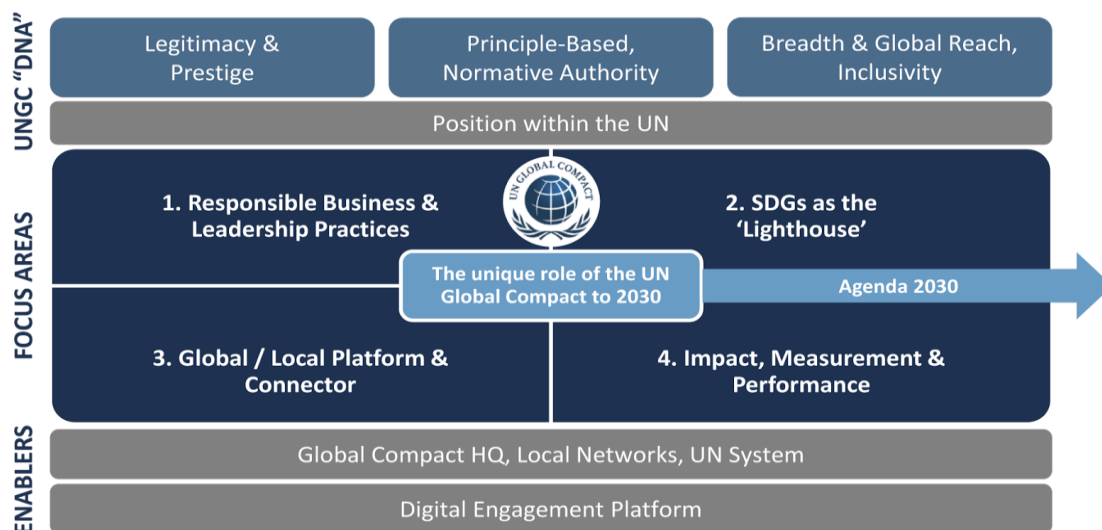 UNGC “DNA”
Legitimacy &
Prestige
Principle-Based,
Normative Authority
Breadth & Global Reach,
Inclusivity
Position within the UN
FOCUS AREAS
UN GLOBAL COMPACT
1. Responsible Business &
Leadership Practices
2. SDGs as the
‘Lighthouse’
The unique role of the UN
Global Compact to 2030
Agenda 2030
3. Global / Local Platform &
Connector
4. Impact, Measurement &
Performance
ENABLERS
Global Compact HQ, Local Networks, UN System
Digital Engagement Platform